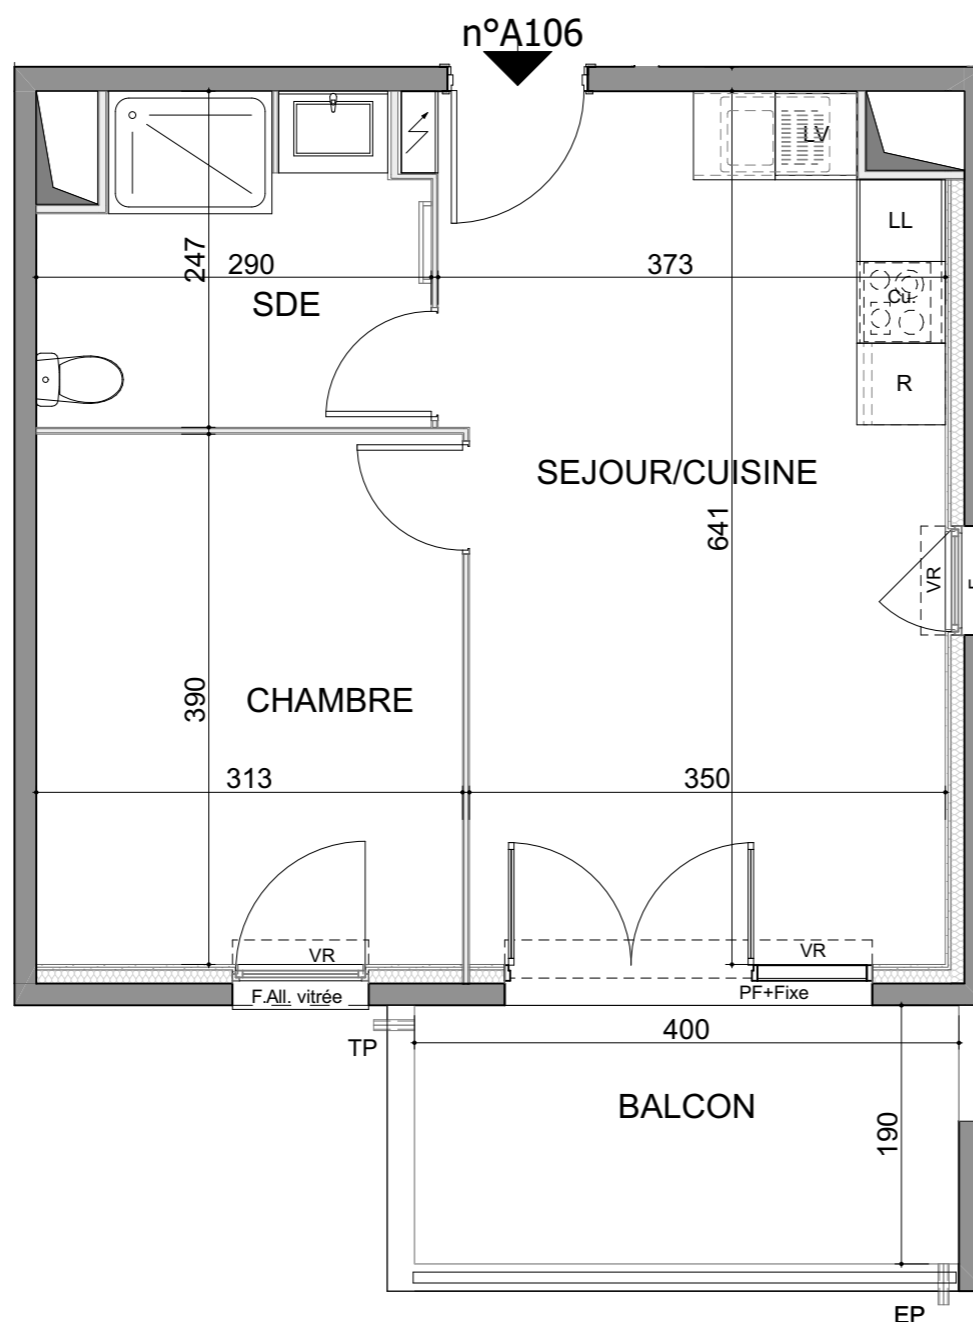 n°A106
LV
LL
247
290
373
SDE
Cu.
R
SEJOUR/CUISINE
641
VR
390
CHAMBRE
313
350
VR
VR
F.All. vitrée
PF+Fixe
TP
400
BALCON
190
EP